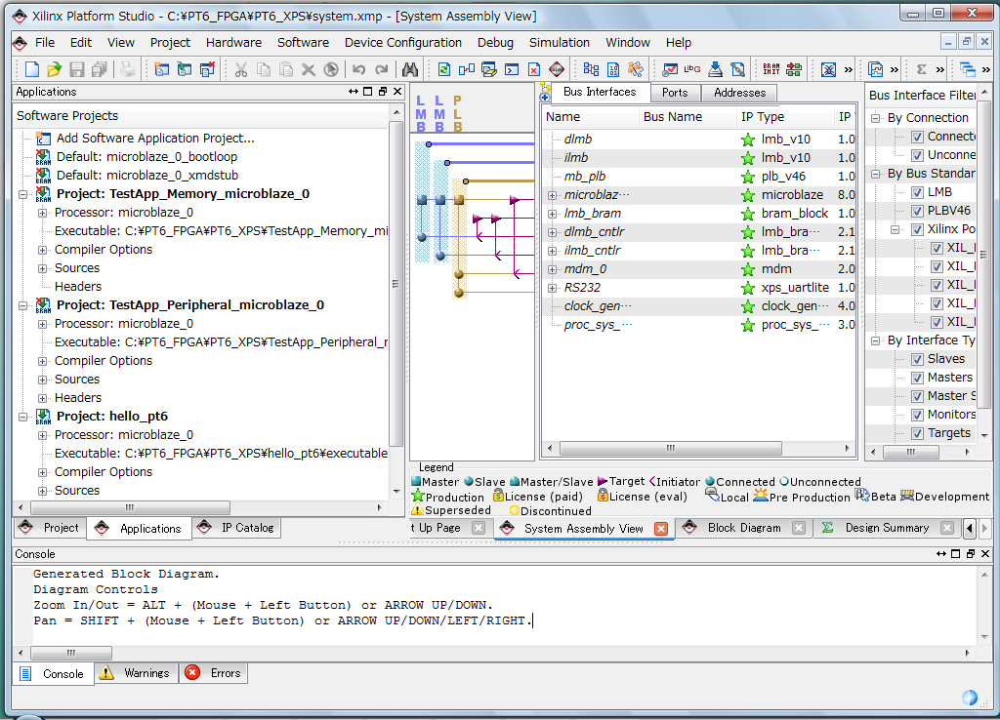 Xilinx Platform Studio - C:¥PT6_FPGA¥PT6_XPS¥system.xmp - [System Assembly View]
File Edit View Project Hardware Software Device Configuration Debug Simulation Window Help
Applications
Software Projects
Add Software Application Project...
Default: microblaze_0_bootloop
Default: microblaze_0_xmdstub
Project: TestApp_Memory_microblaze_0
Processor: microblaze_0
Executable: C:¥PT6_FPGA¥PT6_XPS¥TestApp_Memory_mi
Compiler Options
Sources
Headers
Project: TestApp_Peripheral_microblaze_0
Processor: microblaze_0
Executable: C:¥PT6_FPGA¥PT6_XPS¥TestApp_Peripheral_r
Compiler Options
Sources
Headers
Project: hello_pt6
Processor: microblaze_0
Executable: C:¥PT6_FPGA¥PT6_XPS¥hello_pt6¥executable
Compiler Options
Sources
Project Applications IP Catalog
LMB LMB PLB
Bus Interfaces Ports Addresses
Name Bus Name IP Type IP
dlmb lmb_v10 1.0
ilmb lmb_v10 1.0
mb_plb plb_v46 1.0
microblaz… microblaze 8.0
lmb_bram bram_block 1.0
dlmb_cntlr lmb_bra… 2.1
ilmb_cntlr lmb_bra… 2.1
mdm_0 mdm 2.0
RS232 xps_uartlite 1.0
clock_gen… clock_gen… 4.0
proc_sys_… proc_sys_… 3.0
Bus Interface Filter
By Connection
Connecte
Unconne
By Bus Standar
LMB
PLBV46
Xilinx Po
XIL_
XIL_
XIL_
XIL_
XIL_
By Interface Ty
Slaves
Masters
Master S
Monitors
Targets
Legend
Master Slave Master/Slave Target Initiator Connected Unconnected
Production License (paid) License (eval) Local Pre Production Beta Development
Superseded Discontinued
t Up Page System Assembly View Block Diagram Design Summary
Console
Generated Block Diagram.
Diagram Controls
Zoom In/Out = ALT + (Mouse + Left Button) or ARROW UP/DOWN.
Pan = SHIFT + (Mouse + Left Button) or ARROW UP/DOWN/LEFT/RIGHT.
Console Warnings Errors